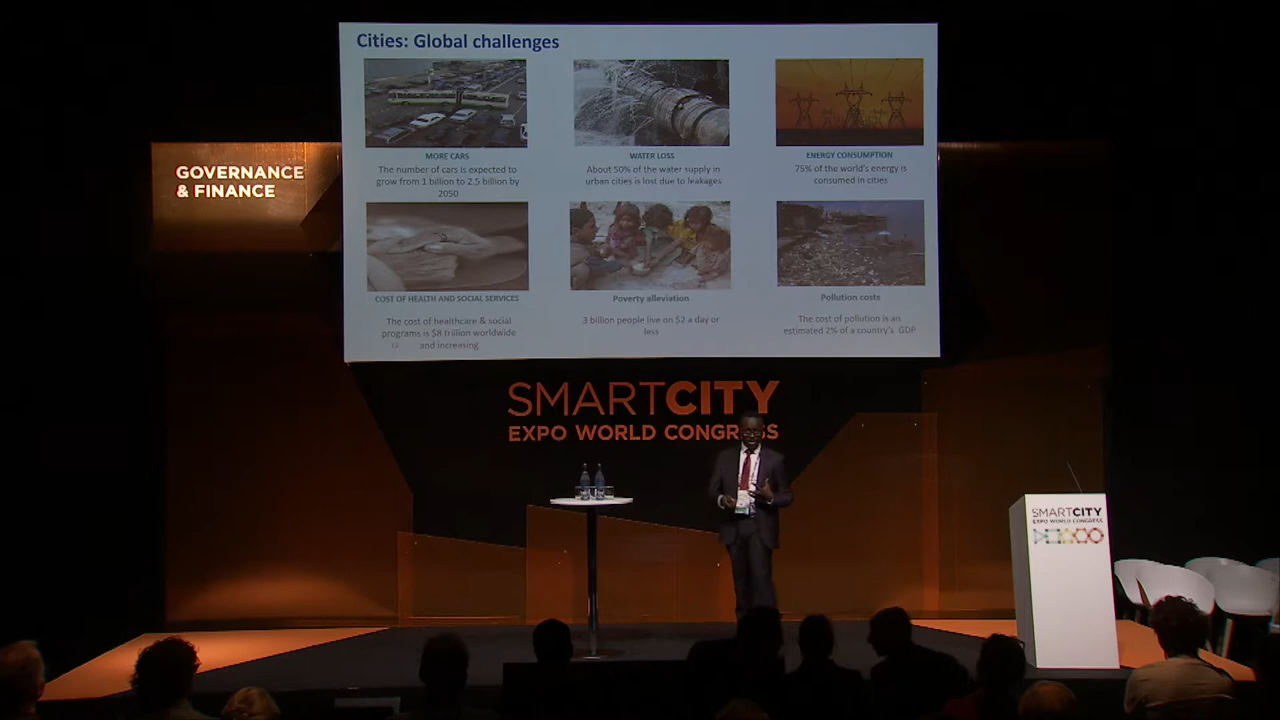 Cities: Global challenges
MORE CARS
The number of cars is expected to
grow from 1 billion to 2.5 billion by
2050
WATER LOSS
About 50% of the water supply in
urban cities is lost due to leakages
ENERGY CONSUMPTION
75% of the world's energy is
consumed in cities
COST OF HEALTH AND SOCIAL SERVICES
The cost of healthcare & social
programs is $8 trillion worldwide
and increasing
Poverty alleviation
3 billion people live on $2 a day or
less
Pollution costs
The cost of pollution is an
estimated 2% of a country's GDP
GOVERNANCE
& FINANCE
SMARTCITY
EXPO WORLD CONGRESS
SMARTCITY
EXPO WORLD CONGRESS